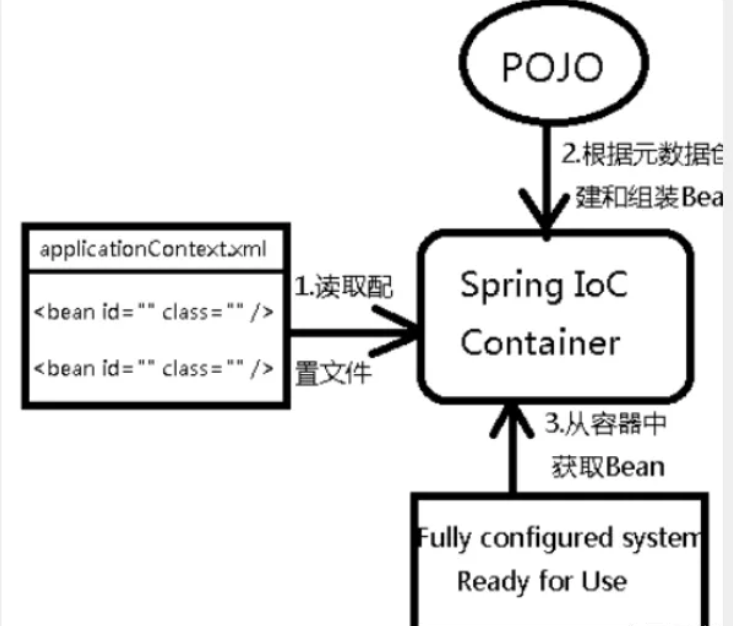 POJO
2.根据元数据创
建和组装Bea
applicationContext.xml
<bean id="" class="" />
<bean id="" class="" />
1.读取配
置文件
Spring IoC
Container
3.从容器中
获取Bean
Fully configured system
Ready for Use